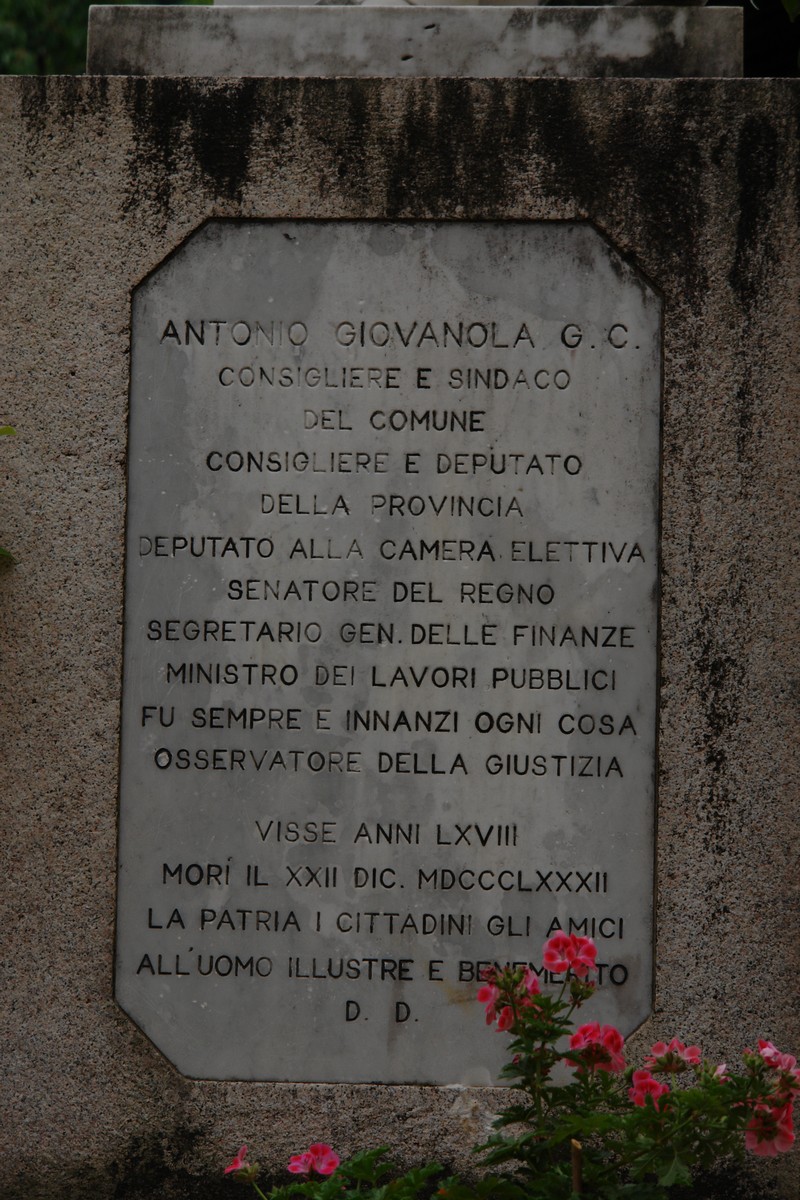 ANTONIO GIOVANOLA G. C.
CONSIGLIERE E SINDACO
DEL COMUNE
CONSIGLIERE E DEPUTATO
DELLA PROVINCIA
DEPUTATO ALLA CAMERA ELETTIVA
SENATORE DEL REGNO
SEGRETARIO GEN. DELLE FINANZE
MINISTRO DEI LAVORI PUBBLICI
FU SEMPRE E INNANZI OGNI COSA
OSSERVATORE DELLA GIUSTIZIA
VISSE ANNI LXVIII
MORÍ IL XXII DIC. MDCCCLXXXII
LA PATRIA I CITTADINI GLI AMICI
ALL'UOMO ILLUSTRE E BENEMERITO
D. D.